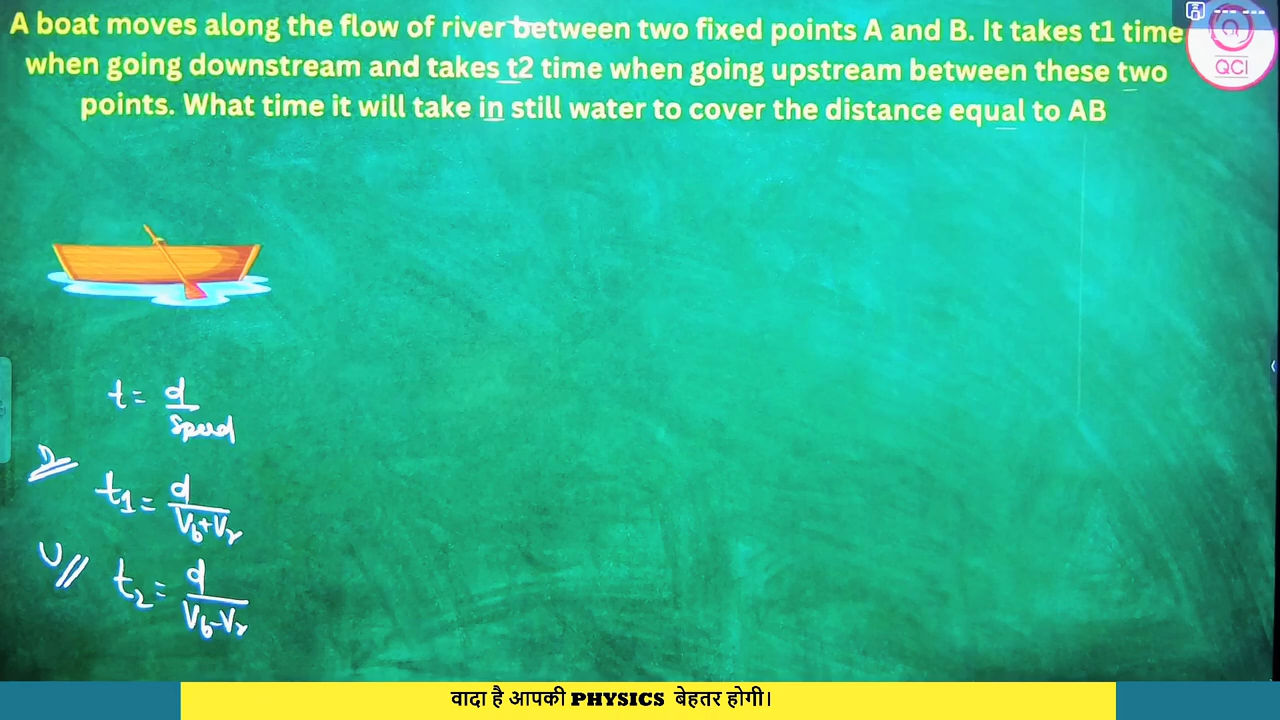 A boat moves along the flow of river between two fixed points A and B. It takes t1 time
when going downstream and takes t2 time when going upstream between these two
points. What time it will take in still water to cover the distance equal to AB
QCI
t = d / Speed
D
t1 = d / Vb+Vr
U
t2 = d / Vb-Vr
वादा है आपकी PHYSICS बेहतर होगी।